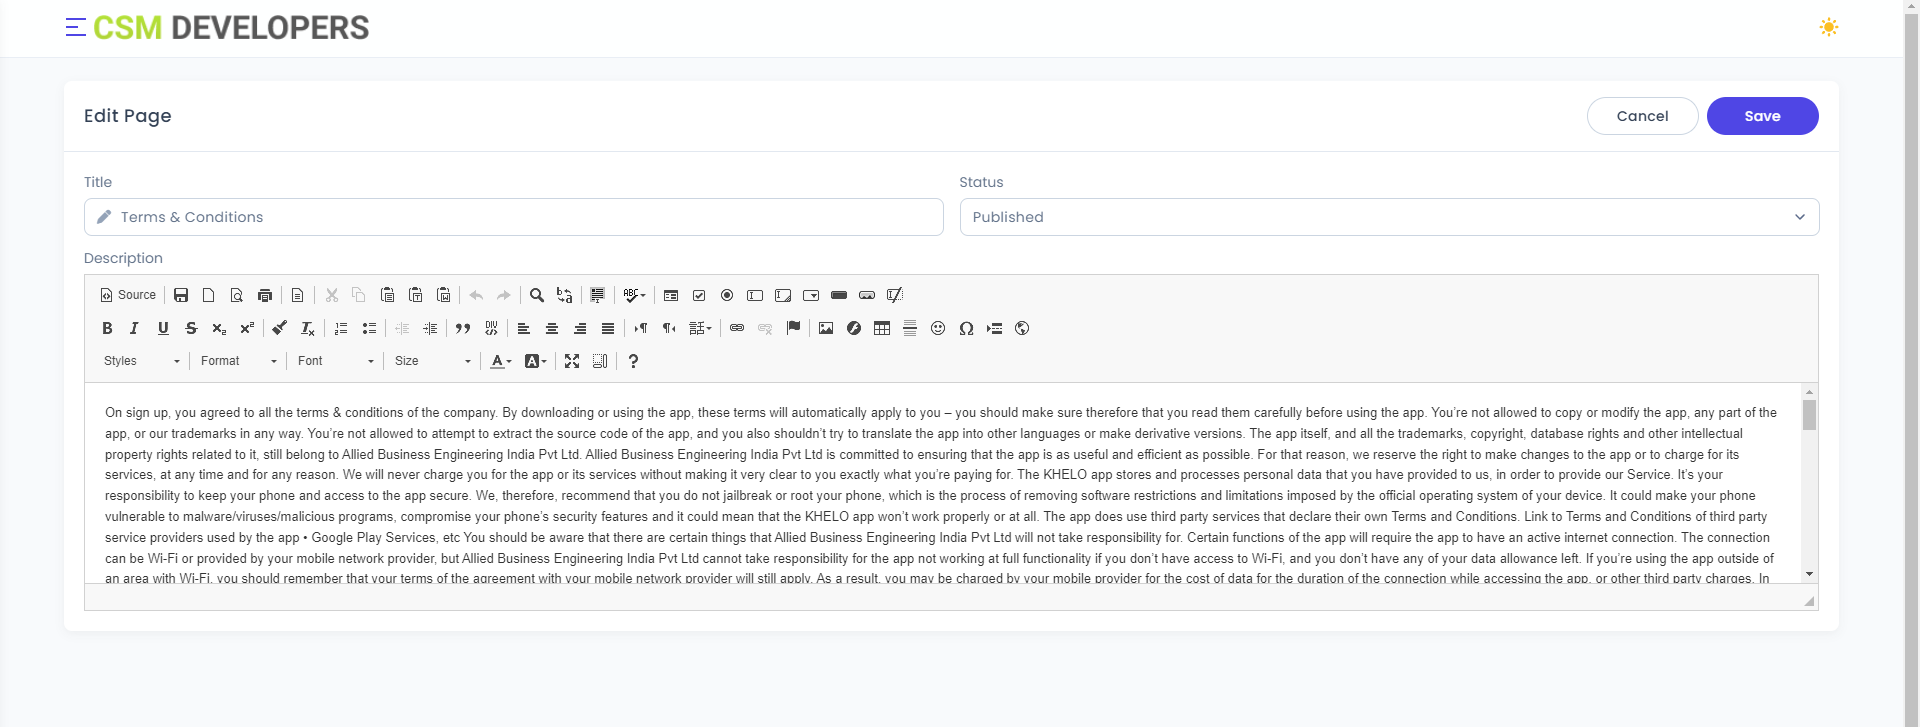 CSM DEVELOPERS
Edit Page
Cancel
Save
Title
Status
Terms & Conditions
Published
Description
Source
ABC
B I U S x₂ x² Tx
DIV
Styles
Format
Font
Size
A
A
?
On sign up, you agreed to all the terms & conditions of the company. By downloading or using the app, these terms will automatically apply to you – you should make sure therefore that you read them carefully before using the app. You’re not allowed to copy or modify the app, any part of the
app, or our trademarks in any way. You’re not allowed to attempt to extract the source code of the app, and you also shouldn’t try to translate the app into other languages or make derivative versions. The app itself, and all the trademarks, copyright, database rights and other intellectual
property rights related to it, still belong to Allied Business Engineering India Pvt Ltd. Allied Business Engineering India Pvt Ltd is committed to ensuring that the app is as useful and efficient as possible. For that reason, we reserve the right to make changes to the app or to charge for its
services, at any time and for any reason. We will never charge you for the app or its services without making it very clear to you exactly what you’re paying for. The KHELO app stores and processes personal data that you have provided to us, in order to provide our Service. It’s your
responsibility to keep your phone and access to the app secure. We, therefore, recommend that you do not jailbreak or root your phone, which is the process of removing software restrictions and limitations imposed by the official operating system of your device. It could make your phone
vulnerable to malware/viruses/malicious programs, compromise your phone’s security features and it could mean that the KHELO app won’t work properly or at all. The app does use third party services that declare their own Terms and Conditions. Link to Terms and Conditions of third party
service providers used by the app • Google Play Services, etc You should be aware that there are certain things that Allied Business Engineering India Pvt Ltd will not take responsibility for. Certain functions of the app will require the app to have an active internet connection. The connection
can be Wi-Fi or provided by your mobile network provider, but Allied Business Engineering India Pvt Ltd cannot take responsibility for the app not working at full functionality if you don’t have access to Wi-Fi, and you don’t have any of your data allowance left. If you’re using the app outside of
an area with Wi-Fi, you should remember that your terms of the agreement with your mobile network provider will still apply. As a result, you may be charged by your mobile provider for the cost of data for the duration of the connection while accessing the app, or other third party charges. In